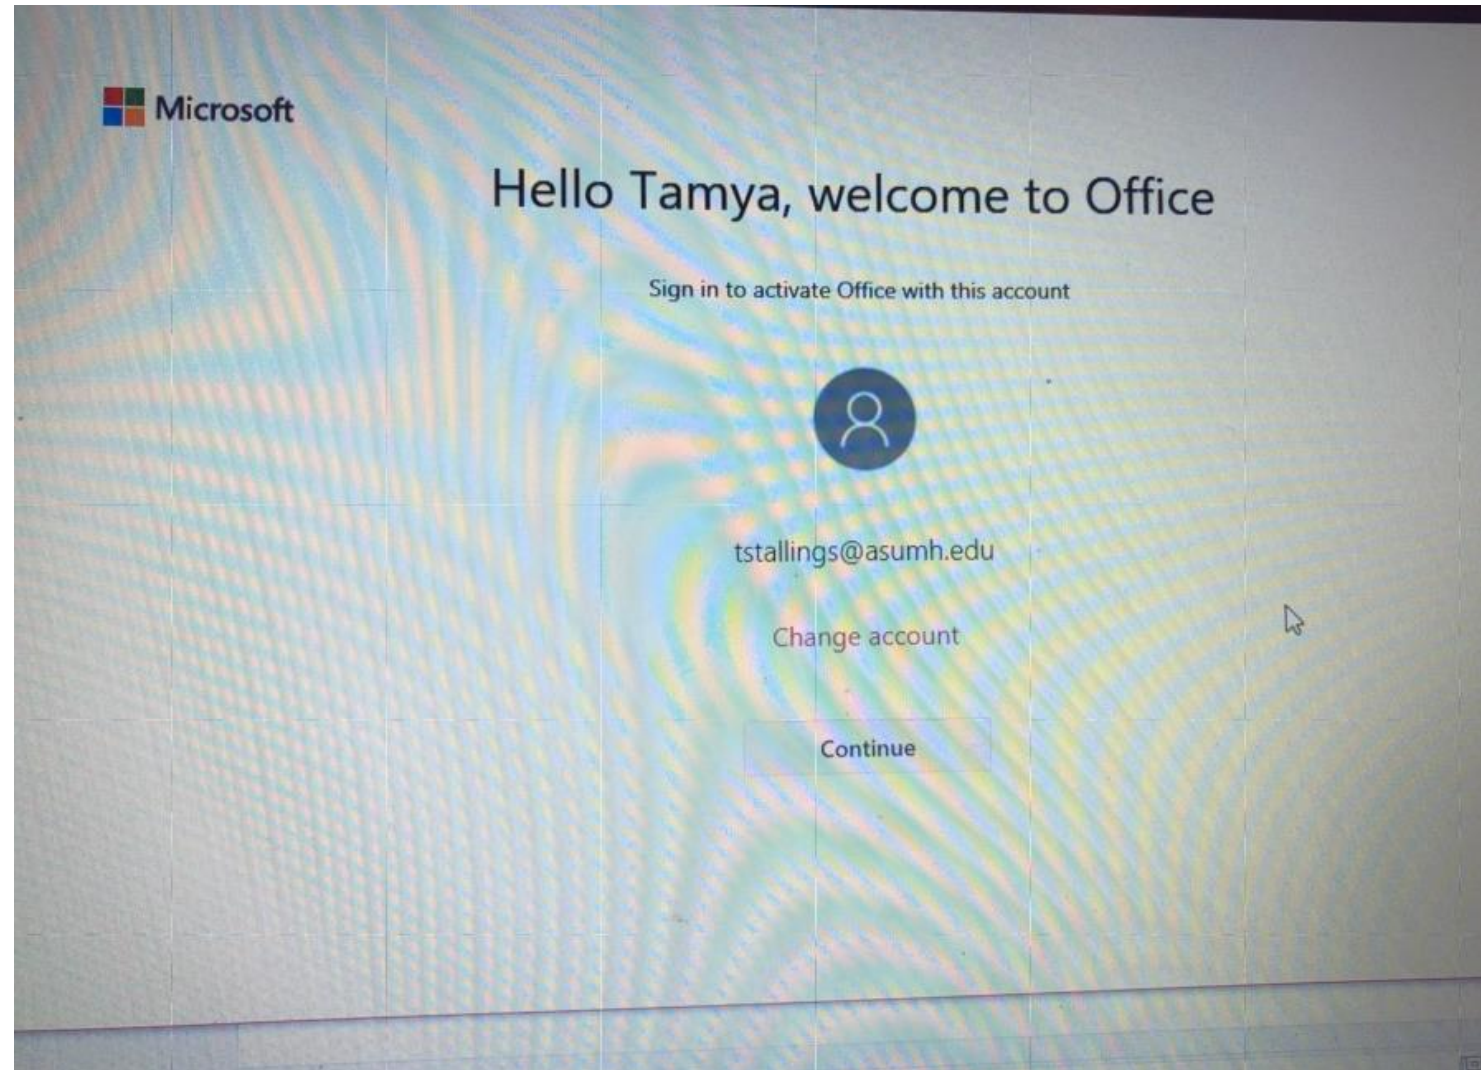 Microsoft
Hello Tamya, welcome to Office
Sign in to activate Office with this account
tstallings@asumh.edu
Change account
Continue